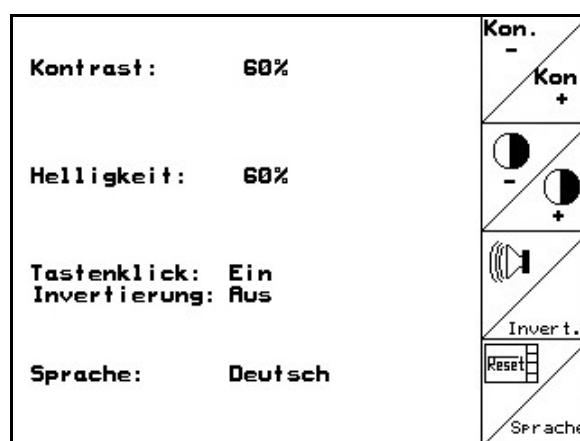 Kontrast: 60%
Helligkeit: 60%
Tastenklick: Ein
Invertierung: Aus
Sprache: Deutsch
Kon.
-
Kon
+
-
+
Invert.
Reset
Sprache